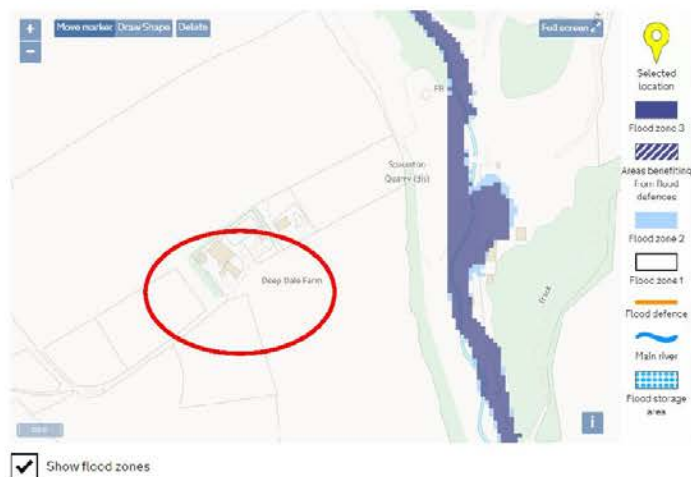 +
−
Move marker
Draw Shape
Delete
Full screen
FB
Spaunton
Quarry (dis)
Deep Dale Farm
Track
i
Selected
location
Flood zone 3
Areas benefiting
from flood
defences
Flood zone 2
Flood zone 1
Flood defence
Main river
Flood storage
area
Show flood zones